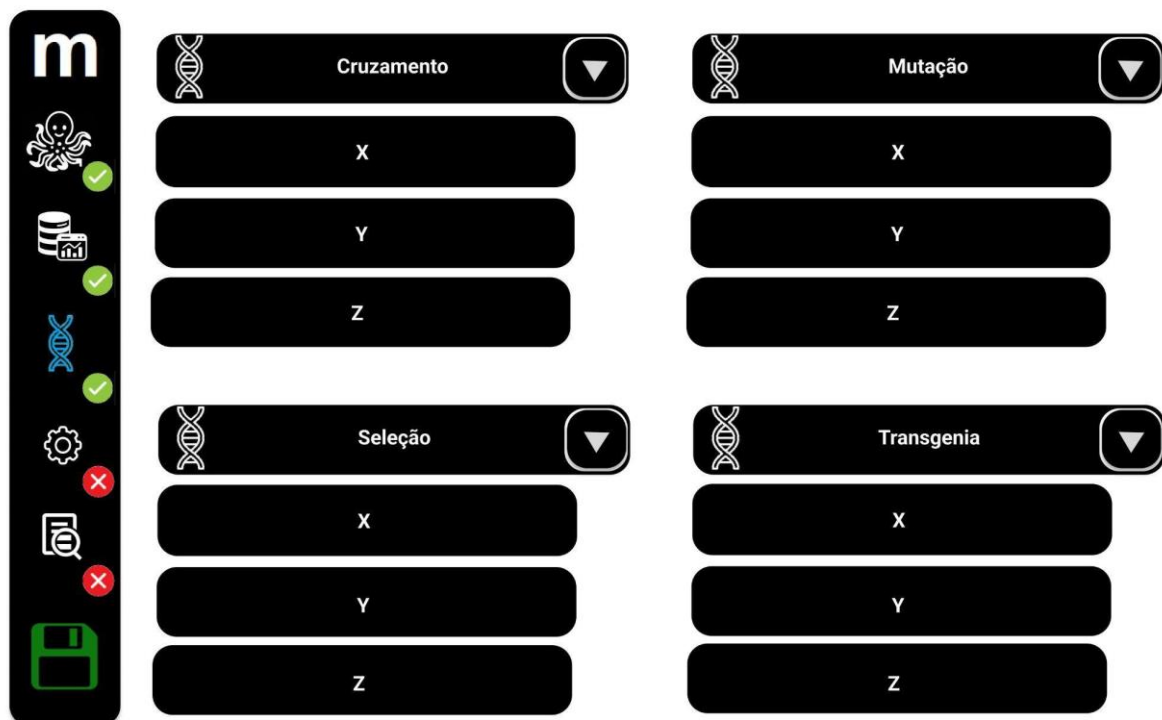 m
Cruzamento
X
Y
Z
Mutação
X
Y
Z
Seleção
X
Y
Z
Transgenia
X
Y
Z